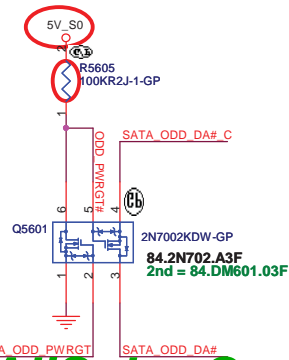 5V_S0
2
R5605
100KR2J-1-GP
1
ODD_PWRGT#
SATA_ODD_DA#_C
6
5
4
Q5601
2N7002KDW-GP
84.2N702.A3F
2nd = 84.DM601.03F
1
2
3
A_ODD_PWRGT
SATA_ODD_DA#